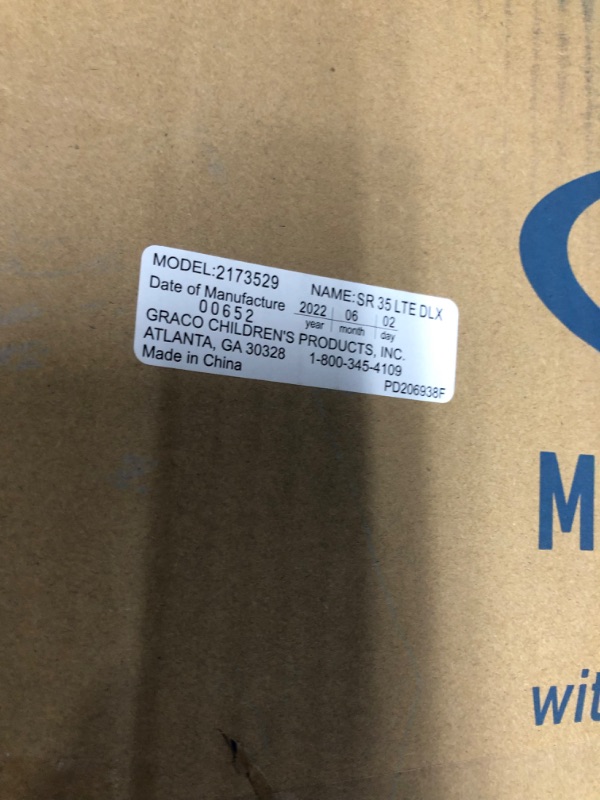 MODEL:2173529 NAME:SR 35 LTE DLX
Date of Manufacture 2022 06 02
00652 year month day
GRACO CHILDREN'S PRODUCTS, INC.
ATLANTA, GA 30328 1-800-345-4109
Made in China PD206938F
M
wit